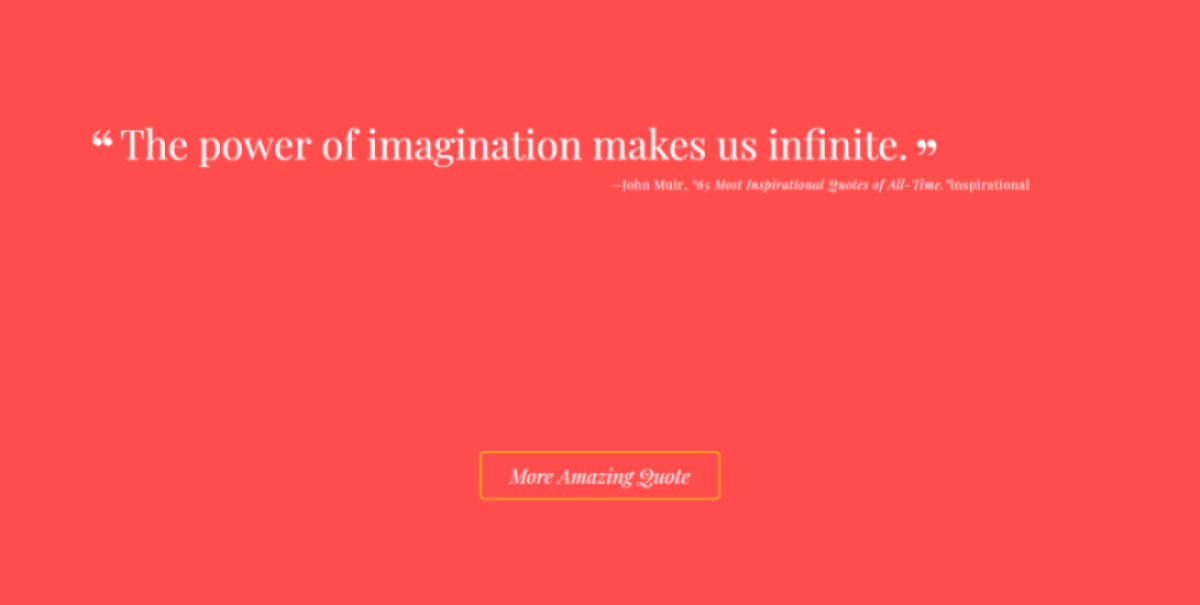 “ The power of imagination makes us infinite. ”
—John Muir, “65 Most Inspirational Quotes of All-Time.”inspirational
More Amazing Quote